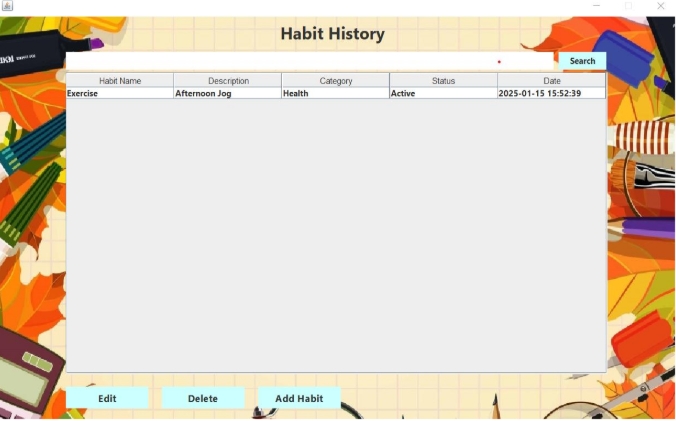 Habit History
Search
Habit Name Description Category Status Date
Exercise Afternoon Jog Health Active 2025-01-15 15:52:39
Edit Delete Add Habit